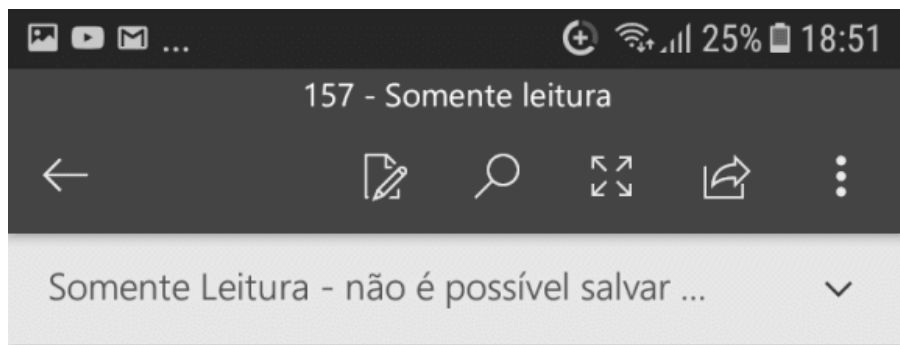 ... 25% 18:51
157 - Somente leitura
Somente Leitura - não é possível salvar ...